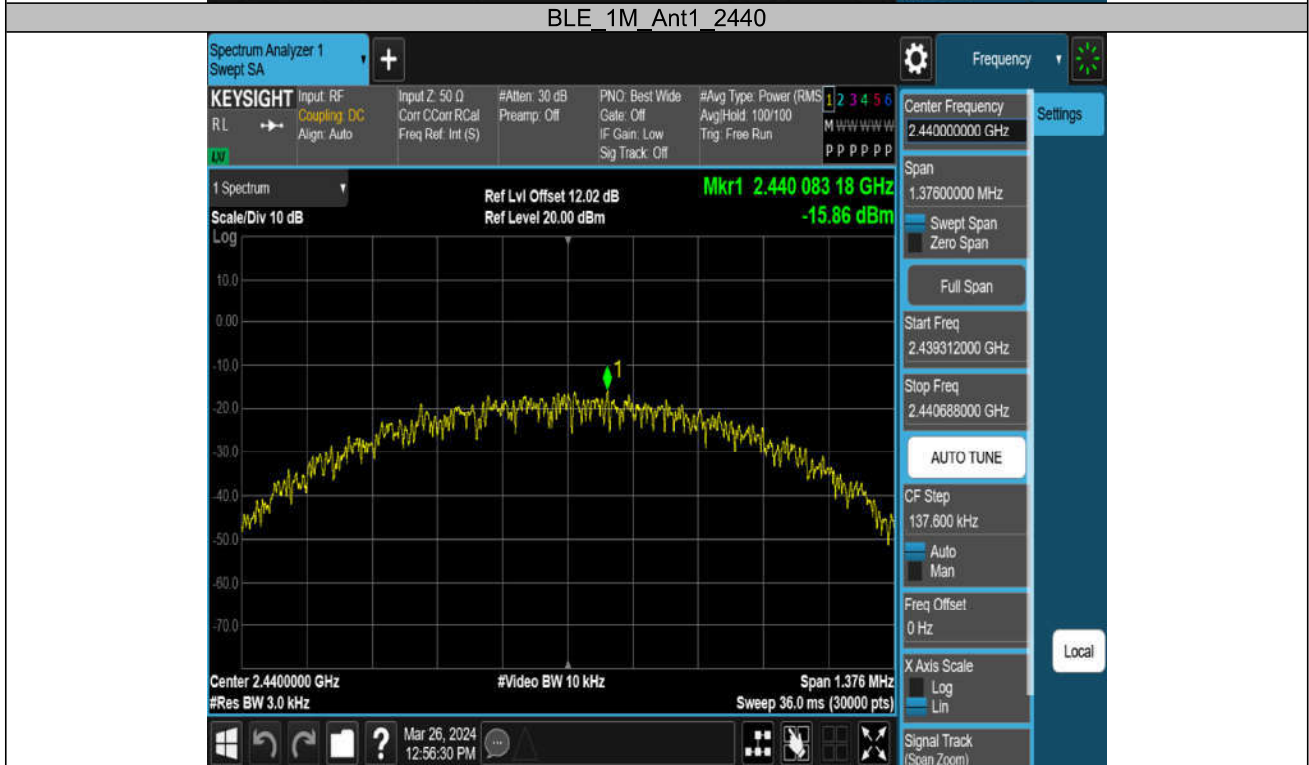 BLE_1M_Ant1_2440
Spectrum Analyzer 1
Swept SA
+
Frequency
KEYSIGHT
RL
LXI
Input: RF
Coupling: DC
Align: Auto
Input Z: 50 Ω
Corr CCorr RCal
Freq Ref: Int (S)
#Atten: 30 dB
Preamp: Off
PNO: Best Wide
Gate: Off
IF Gain: Low
Sig Track: Off
#Avg Type: Power (RMS
Avg|Hold: 100/100
Trig: Free Run
1 2 3 4 5 6
M W W W W W
P P P P P P
1 Spectrum
Scale/Div 10 dB
Log
Ref Lvl Offset 12.02 dB
Ref Level 20.00 dBm
Mkr1 2.440 083 18 GHz
-15.86 dBm
10.0
0.00
-10.0
1
-20.0
-30.0
-40.0
-50.0
-60.0
-70.0
Center 2.4400000 GHz
#Res BW 3.0 kHz
#Video BW 10 kHz
Span 1.376 MHz
Sweep 36.0 ms (30000 pts)
Center Frequency
2.440000000 GHz
Settings
Span
1.37600000 MHz
Swept Span
Zero Span
Full Span
Start Freq
2.439312000 GHz
Stop Freq
2.440688000 GHz
AUTO TUNE
CF Step
137.600 kHz
Auto
Man
Freq Offset
0 Hz
X Axis Scale
Log
Lin
Local
Signal Track
(Span Zoom)
?
Mar 26, 2024
12:56:30 PM